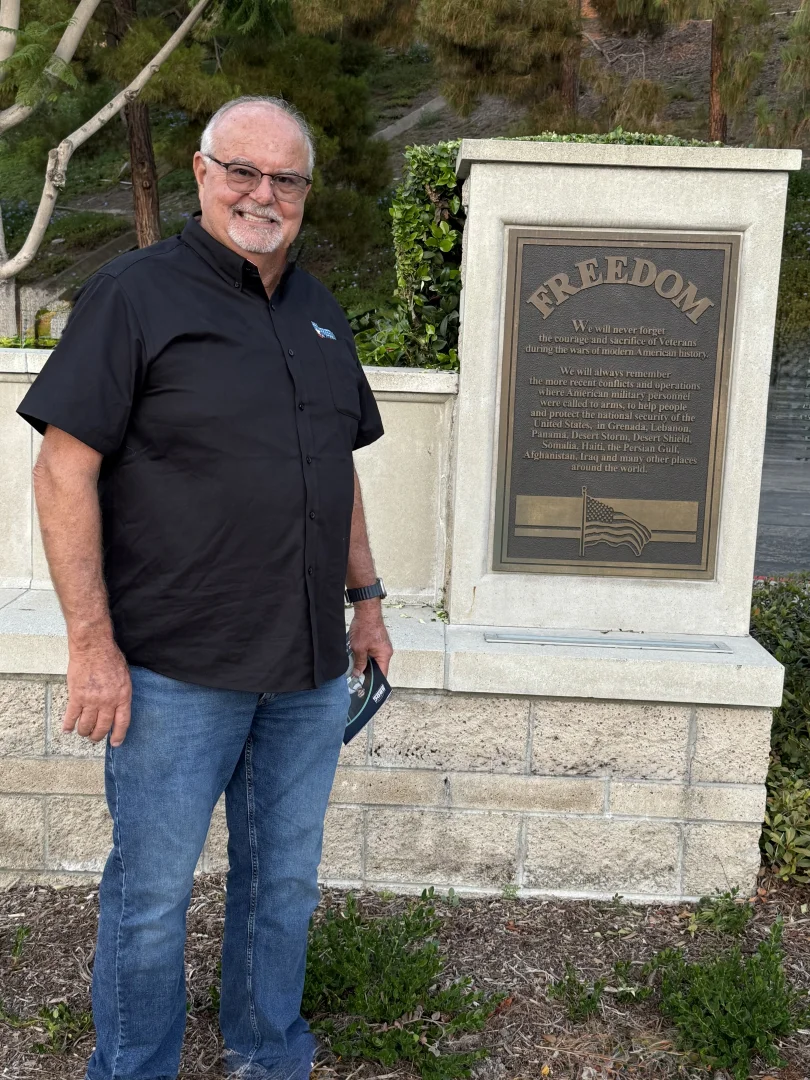 FREEDOM
We will never forget
the courage and sacrifice of Veterans
during the wars of modern American history.
We will always remember
the more recent conflicts and operations
where American military personnel
were called to arms, to help people
and protect the national security of the
United States, in Grenada, Lebanon,
Panama, Desert Storm, Desert Shield,
Somalia, Haiti, the Persian Gulf,
Afghanistan, Iraq and many other places
around the world.